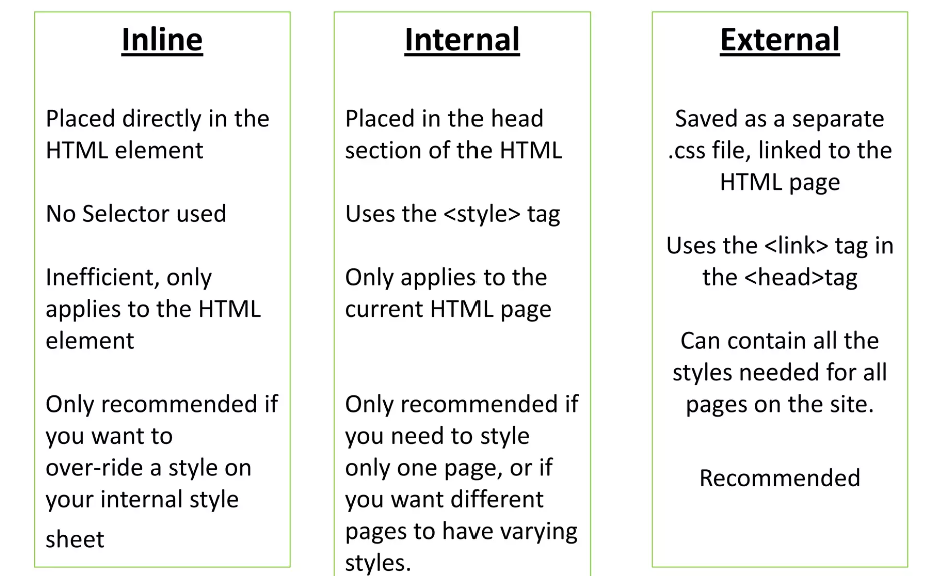 Inline
Placed directly in the
HTML element
No Selector used
Inefficient, only
applies to the HTML
element
Only recommended if
you want to
over-ride a style on
your internal style
sheet
Internal
Placed in the head
section of the HTML
Uses the <style> tag
Only applies to the
current HTML page
Only recommended if
you need to style
only one page, or if
you want different
pages to have varying
styles.
External
Saved as a separate
.css file, linked to the
HTML page
Uses the <link> tag in
the <head>tag
Can contain all the
styles needed for all
pages on the site.
Recommended